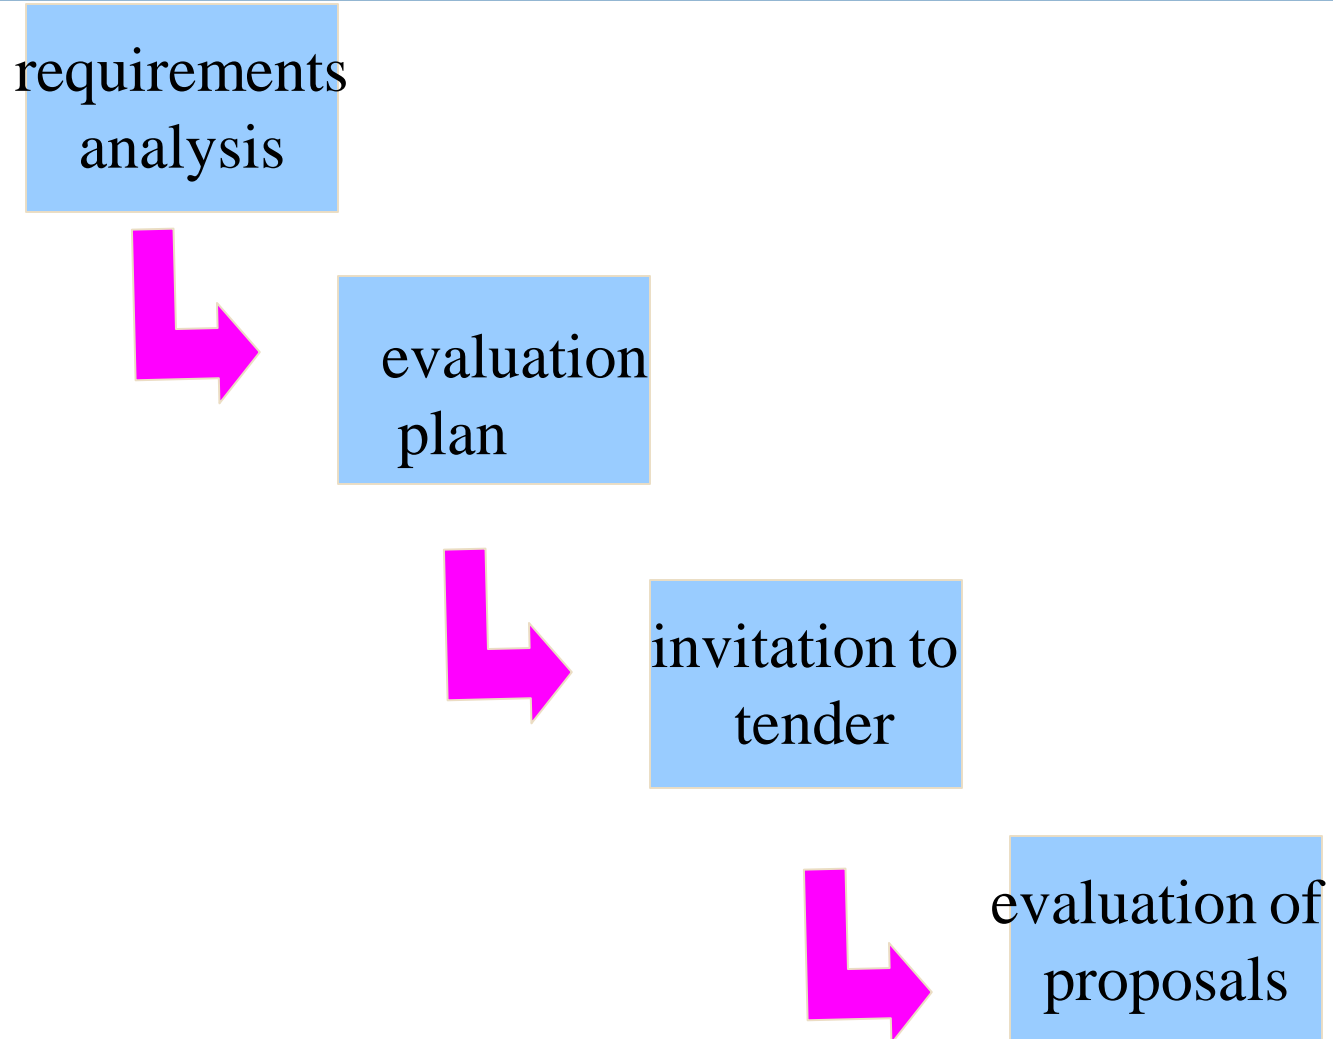 requirements
analysis
evaluation
plan
invitation to
tender
evaluation of
proposals